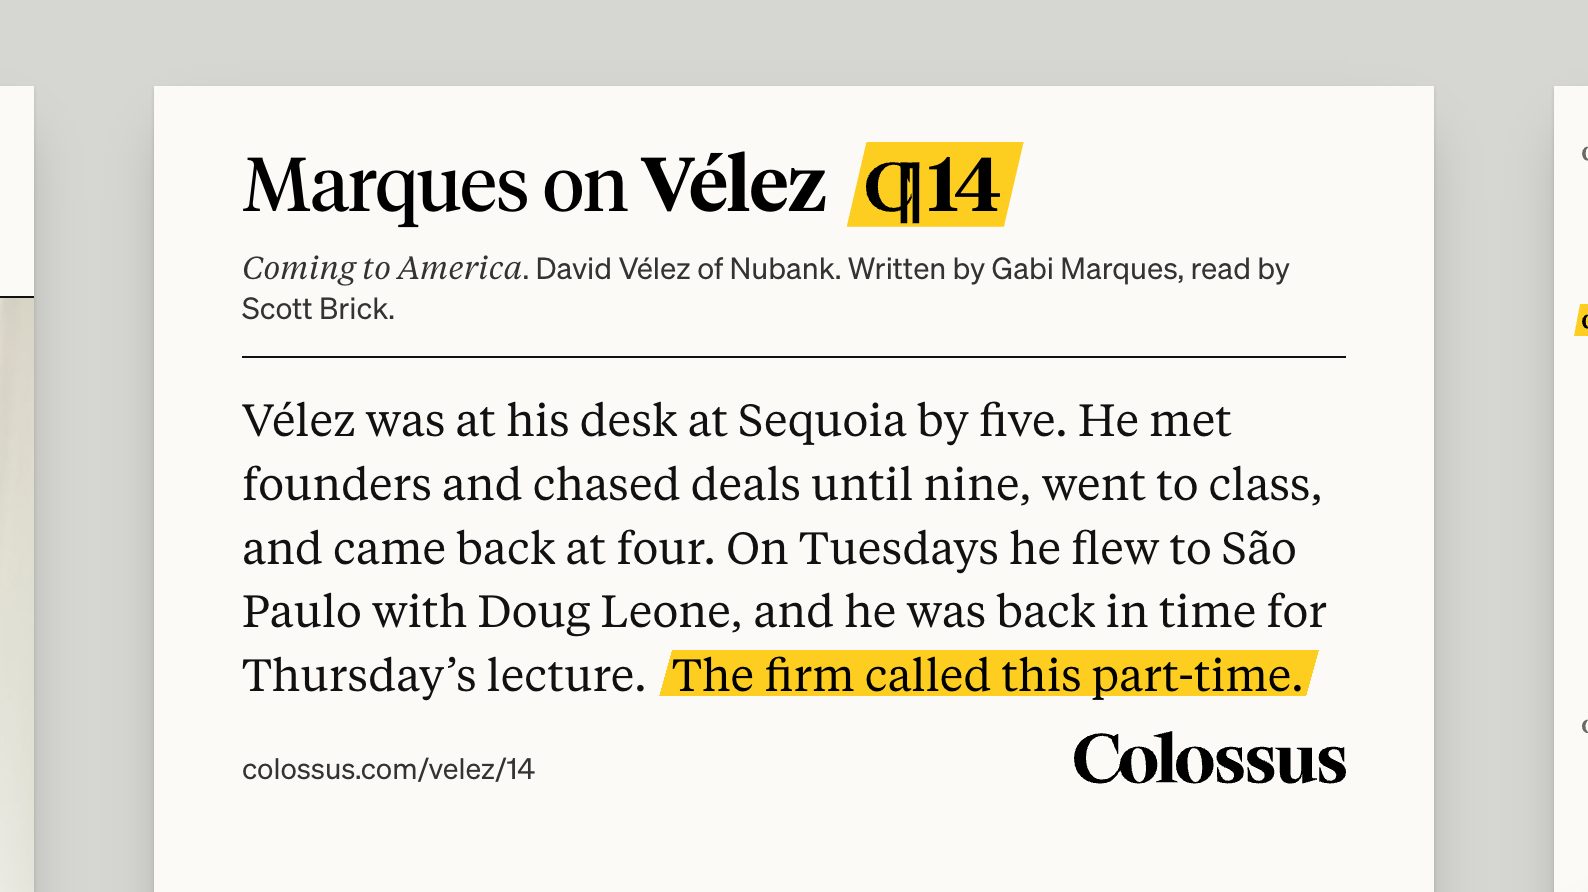 Marques on Vélez ¶14
Coming to America. David Vélez of Nubank. Written by Gabi Marques, read by
Scott Brick.
Vélez was at his desk at Sequoia by five. He met
founders and chased deals until nine, went to class,
and came back at four. On Tuesdays he flew to São
Paulo with Doug Leone, and he was back in time for
Thursday’s lecture. The firm called this part-time.
colossus.com/velez/14
Colossus